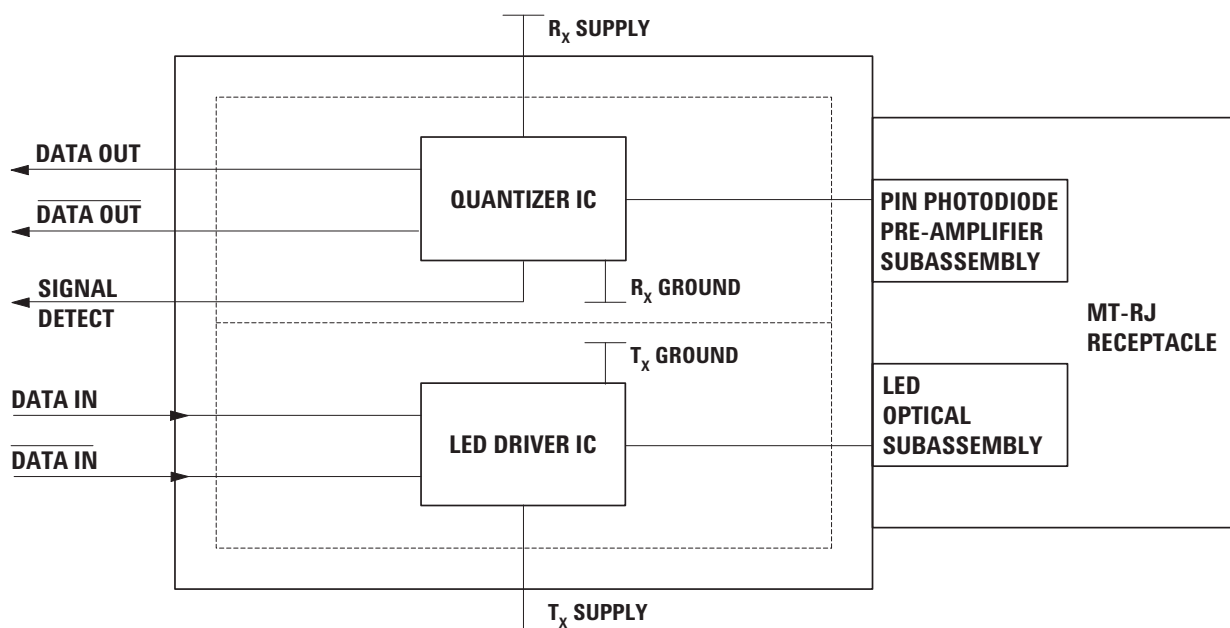 Rx SUPPLY
DATA OUT
DATA OUT
SIGNAL
DETECT
QUANTIZER IC
Rx GROUND
PIN PHOTODIODE
PRE-AMPLIFIER
SUBASSEMBLY
MT-RJ
RECEPTACLE
Tx GROUND
DATA IN
DATA IN
LED DRIVER IC
LED
OPTICAL
SUBASSEMBLY
Tx SUPPLY